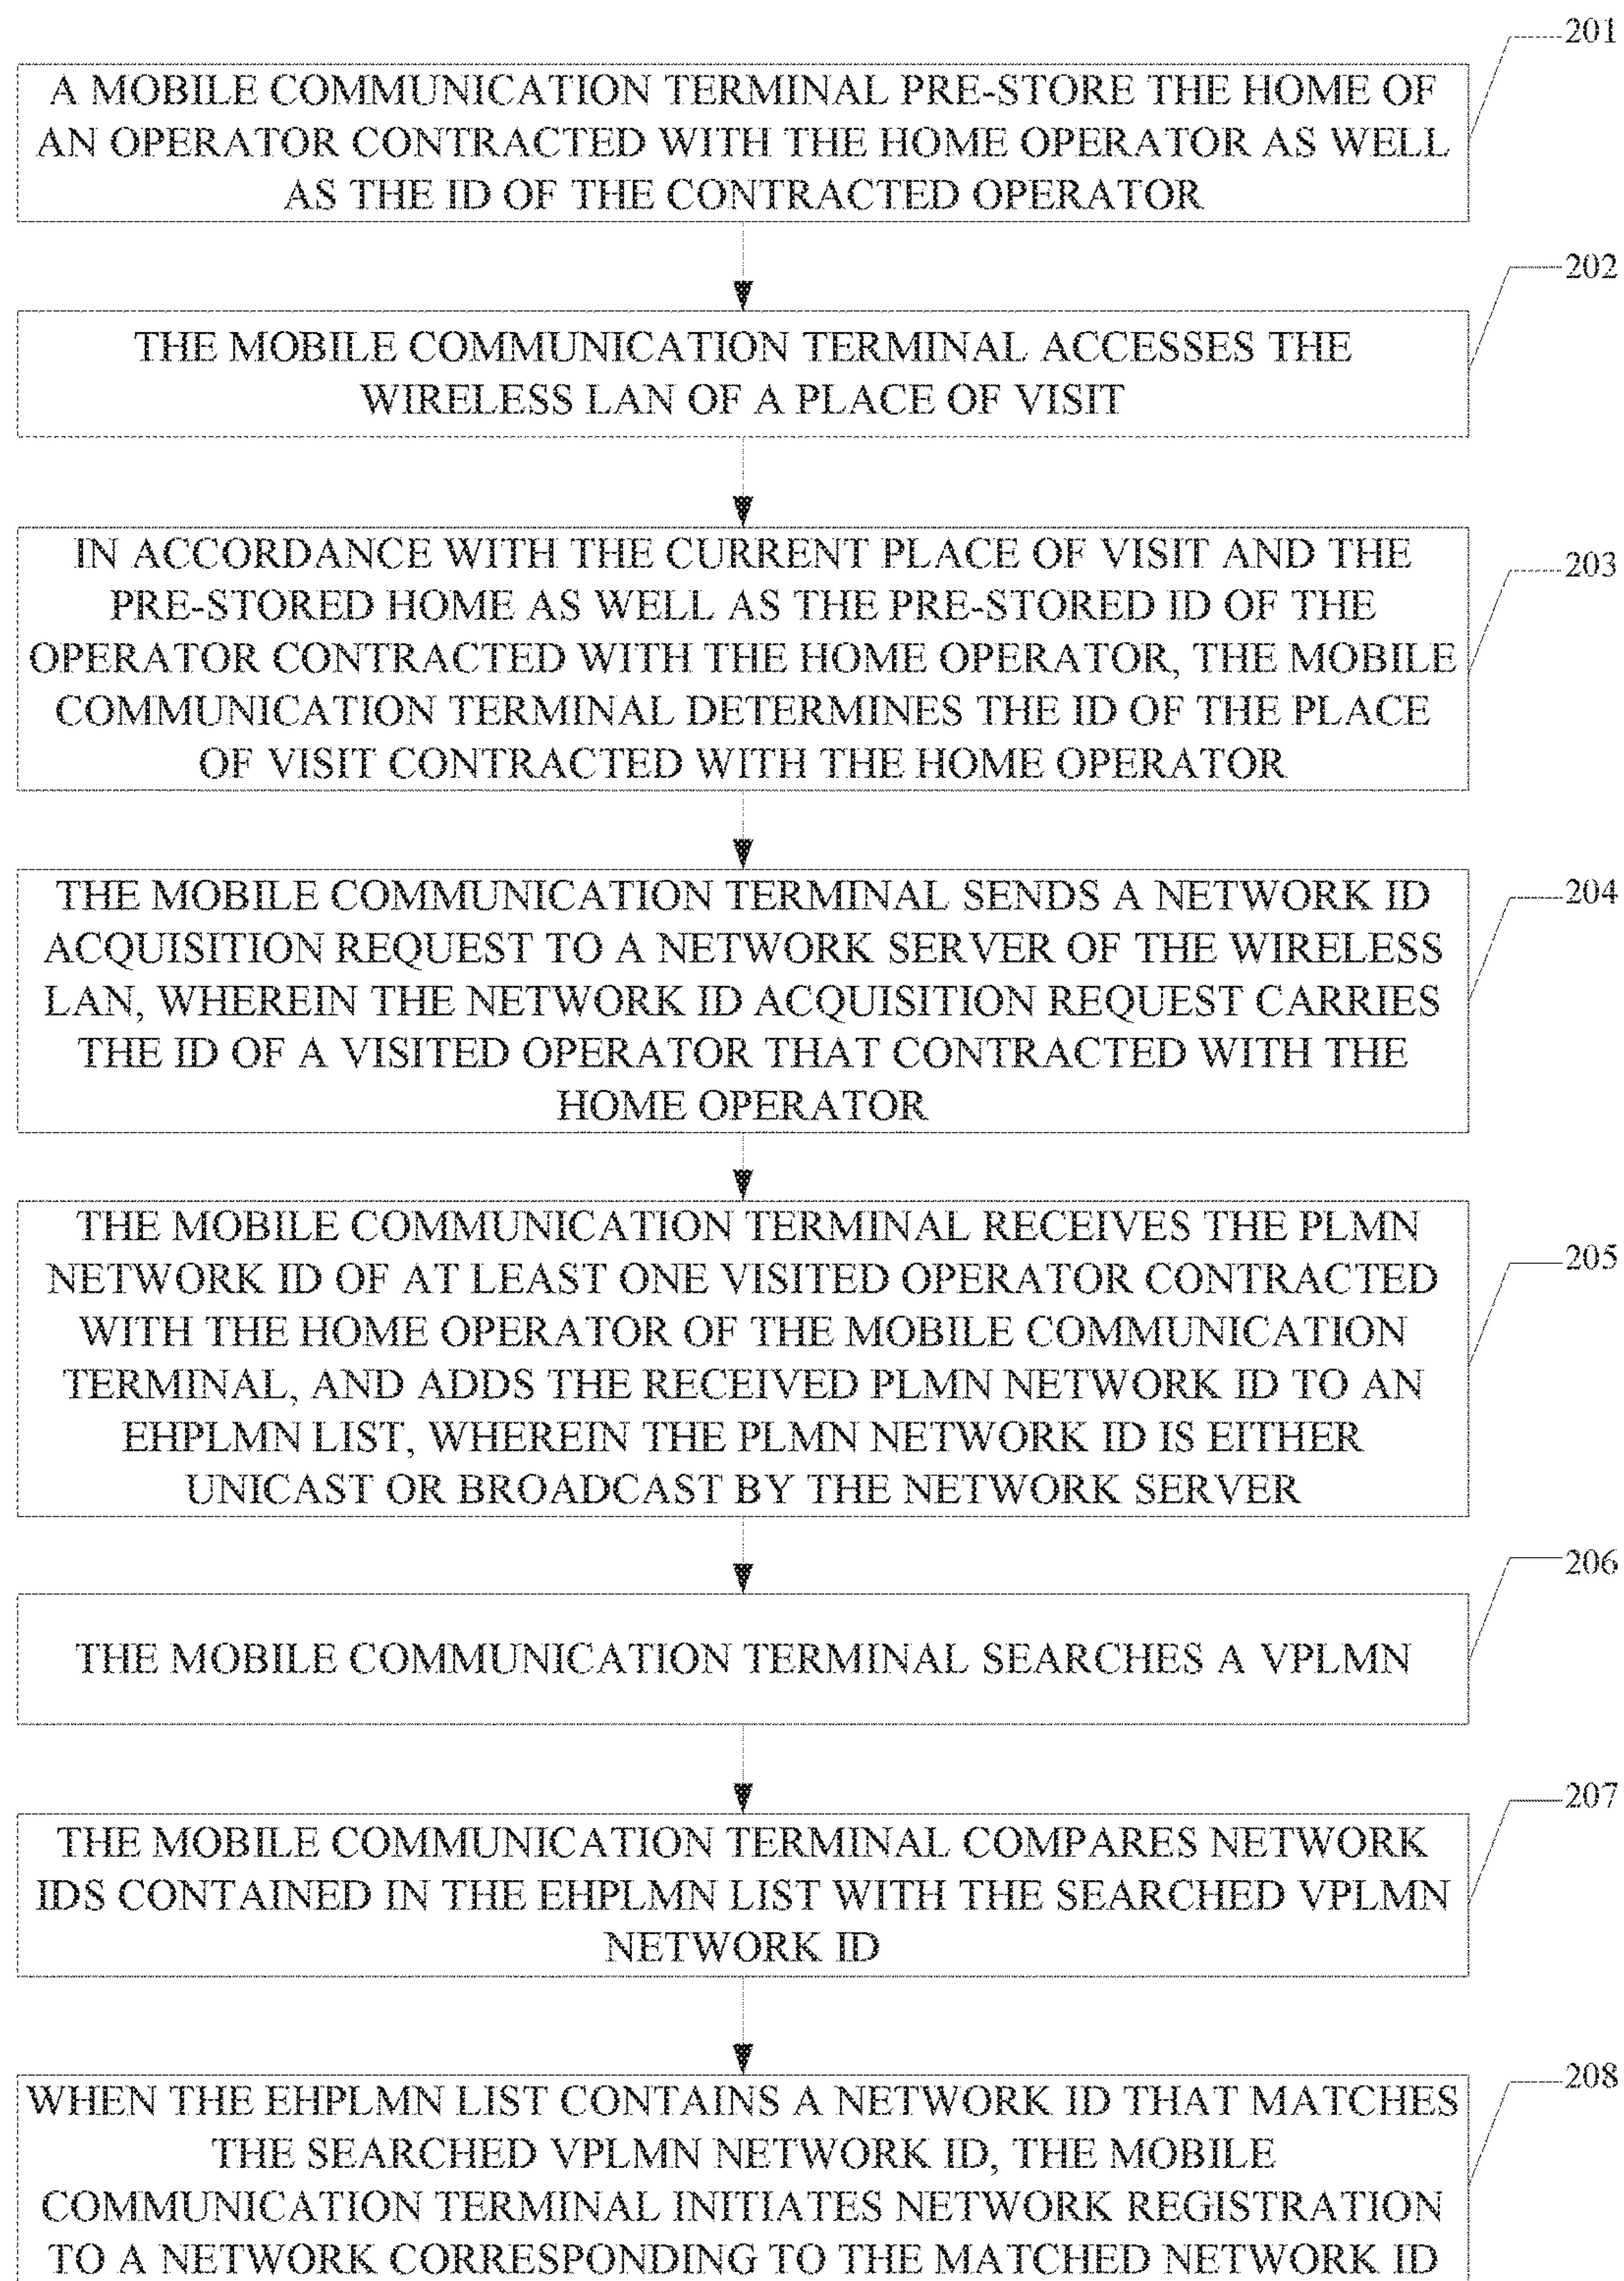 201
A MOBILE COMMUNICATION TERMINAL PRE-STORE THE HOME OF
AN OPERATOR CONTRACTED WITH THE HOME OPERATOR AS WELL
AS THE ID OF THE CONTRACTED OPERATOR
202
THE MOBILE COMMUNICATION TERMINAL ACCESSES THE
WIRELESS LAN OF A PLACE OF VISIT
203
IN ACCORDANCE WITH THE CURRENT PLACE OF VISIT AND THE
PRE-STORED HOME AS WELL AS THE PRE-STORED ID OF THE
OPERATOR CONTRACTED WITH THE HOME OPERATOR, THE MOBILE
COMMUNICATION TERMINAL DETERMINES THE ID OF THE PLACE
OF VISIT CONTRACTED WITH THE HOME OPERATOR
204
THE MOBILE COMMUNICATION TERMINAL SENDS A NETWORK ID
ACQUISITION REQUEST TO A NETWORK SERVER OF THE WIRELESS
LAN, WHEREIN THE NETWORK ID ACQUISITION REQUEST CARRIES
THE ID OF A VISITED OPERATOR THAT CONTRACTED WITH THE
HOME OPERATOR
205
THE MOBILE COMMUNICATION TERMINAL RECEIVES THE PLMN
NETWORK ID OF AT LEAST ONE VISITED OPERATOR CONTRACTED
WITH THE HOME OPERATOR OF THE MOBILE COMMUNICATION
TERMINAL, AND ADDS THE RECEIVED PLMN NETWORK ID TO AN
EHPLMN LIST, WHEREIN THE PLMN NETWORK ID IS EITHER
UNICAST OR BROADCAST BY THE NETWORK SERVER
206
THE MOBILE COMMUNICATION TERMINAL SEARCHES A VPLMN
207
THE MOBILE COMMUNICATION TERMINAL COMPARES NETWORK
IDS CONTAINED IN THE EHPLMN LIST WITH THE SEARCHED VPLMN
NETWORK ID
208
WHEN THE EHPLMN LIST CONTAINS A NETWORK ID THAT MATCHES
THE SEARCHED VPLMN NETWORK ID, THE MOBILE
COMMUNICATION TERMINAL INITIATES NETWORK REGISTRATION
TO A NETWORK CORRESPONDING TO THE MATCHED NETWORK ID